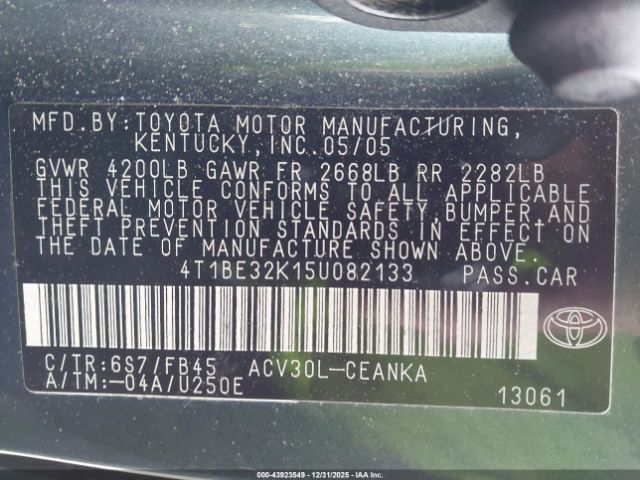 MFD.BY:TOYOTA MOTOR MANUFACTURING,
KENTUCKY,INC.05/05
GVWR 4200LB GAWR FR 2668LB RR 2282LB
THIS VEHICLE CONFORMS TO ALL APPLICABLE
FEDERAL MOTOR VEHICLE SAFETY,BUMPER,AND
THEFT PREVENTION STANDARDS IN EFFECT ON
THE DATE OF MANUFACTURE SHOWN ABOVE.
4T1BE32K15U082133 PASS.CAR
C/TR:6S7/FB45 ACV30L-CEANKA
A/TM:-04A/U250E 13061
000-43923549 - 12/31/2025 - IAAI, Inc.